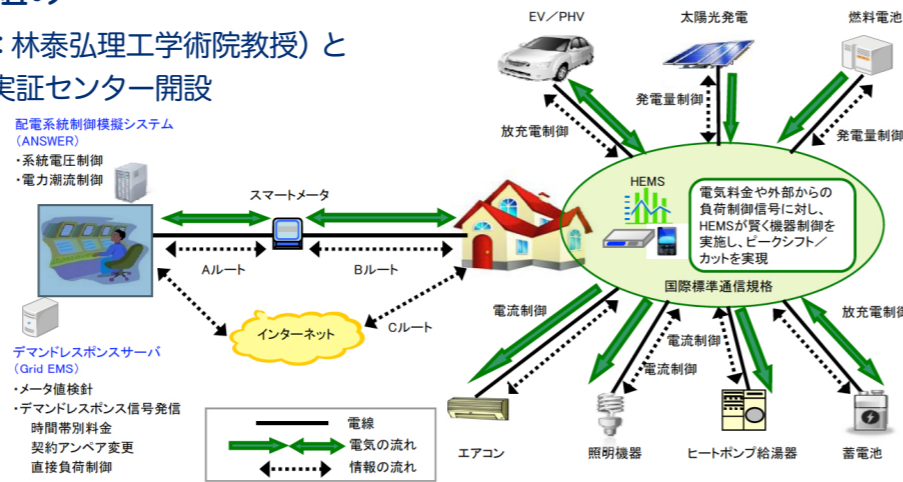 ：林泰弘理工学術院教授）と
実証センター開設
配電系統制御模擬システム
（ANSWER）
・系統電圧制御
・電力潮流制御
スマートメータ
Aルート
Bルート
Cルート
インターネット
デマンドレスポンスサーバ
（Grid EMS）
・メータ値検針
・デマンドレスポンス信号発信
時間帯別料金
契約アンペア変更
直接負荷制御
電線
電気の流れ
情報の流れ
EV／PHV
太陽光発電
燃料電池
放充電制御
発電量制御
発電量制御
HEMS
電気料金や外部からの
負荷制御信号に対し、
HEMSが賢く機器制御を
実施し、ピークシフト／
カットを実現
国際標準通信規格
電流制御
電流制御
電流制御
放充電制御
エアコン
照明機器
ヒートポンプ給湯器
蓄電池